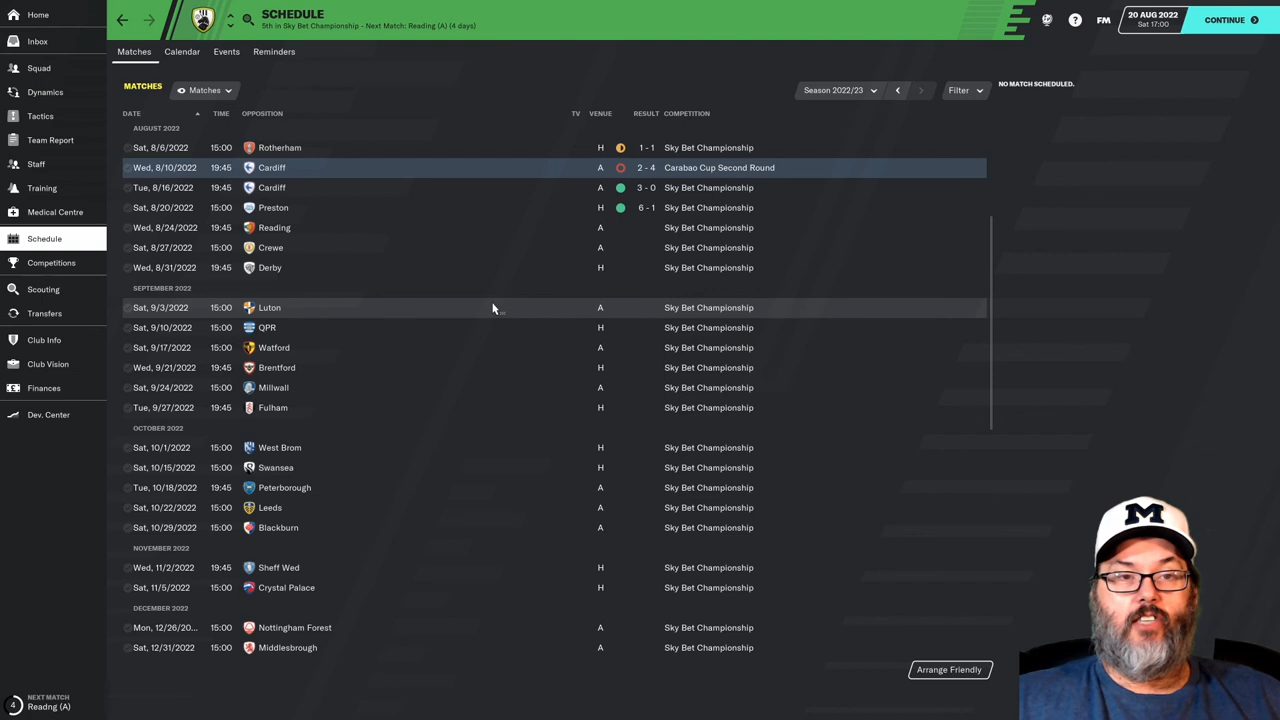 SCHEDULE
5th in Sky Bet Championship - Next Match: Reading (A) (4 days)
FM
20 AUG 2022
Sat 17:00
CONTINUE
Home
Inbox
Squad
Dynamics
Tactics
Team Report
Staff
Training
Medical Centre
Schedule
Competitions
Scouting
Transfers
Club Info
Club Vision
Finances
Dev. Center
NEXT MATCH
4 Readng (A)
Matches Calendar Events Reminders
MATCHES Matches Season 2022/23 Filter
NO MATCH SCHEDULED.
DATE TIME OPPOSITION TV VENUE RESULT COMPETITION
AUGUST 2022
Sat, 8/6/2022 15:00 Rotherham H 1 - 1 Sky Bet Championship
Wed, 8/10/2022 19:45 Cardiff A 2 - 4 Carabao Cup Second Round
Tue, 8/16/2022 19:45 Cardiff A 3 - 0 Sky Bet Championship
Sat, 8/20/2022 15:00 Preston H 6 - 1 Sky Bet Championship
Wed, 8/24/2022 19:45 Reading A Sky Bet Championship
Sat, 8/27/2022 15:00 Crewe A Sky Bet Championship
Wed, 8/31/2022 19:45 Derby H Sky Bet Championship
SEPTEMBER 2022
Sat, 9/3/2022 15:00 Luton A Sky Bet Championship
Sat, 9/10/2022 15:00 QPR H Sky Bet Championship
Sat, 9/17/2022 15:00 Watford A Sky Bet Championship
Wed, 9/21/2022 19:45 Brentford H Sky Bet Championship
Sat, 9/24/2022 15:00 Millwall A Sky Bet Championship
Tue, 9/27/2022 19:45 Fulham H Sky Bet Championship
OCTOBER 2022
Sat, 10/1/2022 15:00 West Brom H Sky Bet Championship
Sat, 10/15/2022 15:00 Swansea H Sky Bet Championship
Tue, 10/18/2022 19:45 Peterborough A Sky Bet Championship
Sat, 10/22/2022 15:00 Leeds A Sky Bet Championship
Sat, 10/29/2022 15:00 Blackburn A Sky Bet Championship
NOVEMBER 2022
Wed, 11/2/2022 19:45 Sheff Wed H Sky Bet Championship
Sat, 11/5/2022 15:00 Crystal Palace H Sky Bet Championship
DECEMBER 2022
Mon, 12/26/20... 15:00 Nottingham Forest A Sky Bet Championship
Sat, 12/31/2022 15:00 Middlesbrough A Sky Bet Championship
Arrange Friendly
M